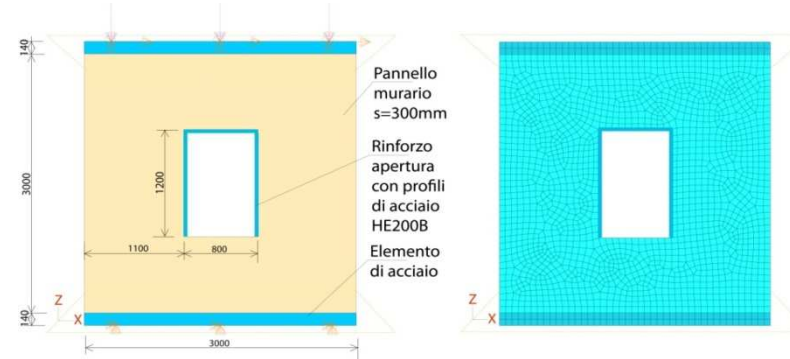 140
Pannello
murario
s=300mm
Rinforzo
apertura
con profili
di acciaio
HE200B
Elemento
di acciaio
3000
1200
1100
800
Z
X
140
3000
Z
X